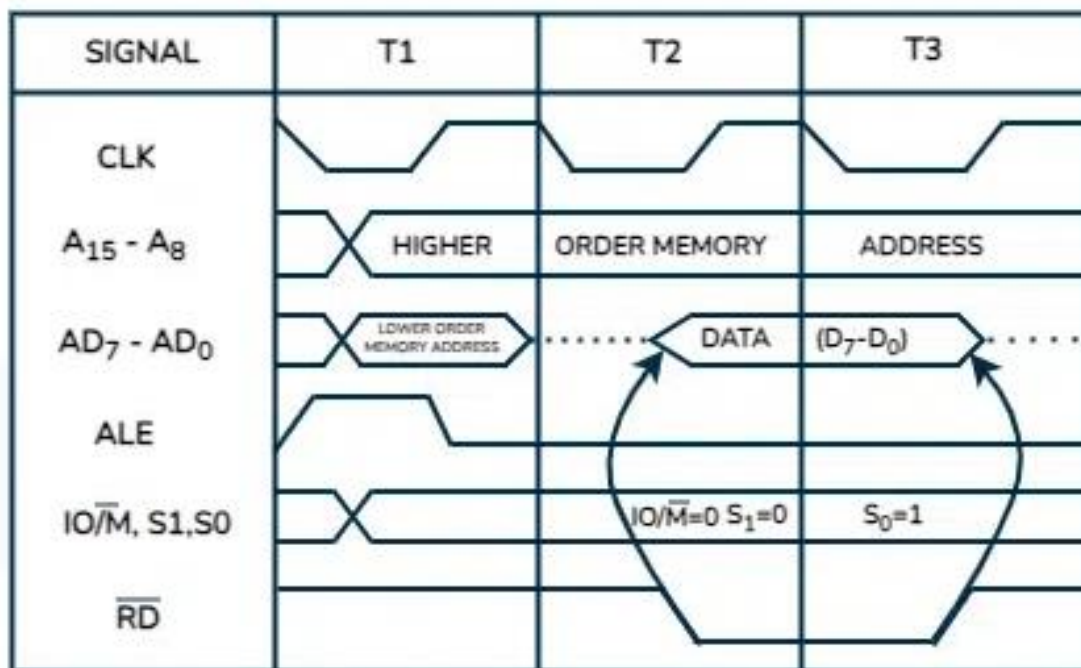 SIGNAL T1 T2 T3
CLK
A₁₅ - A₈ HIGHER ORDER MEMORY ADDRESS
AD₇ - AD₀ LOWER ORDER MEMORY ADDRESS DATA (D₇-D₀)
ALE
IO/M̅, S1,S0 IO/M̅=0 S₁=0 S₀=1
R̅D̅